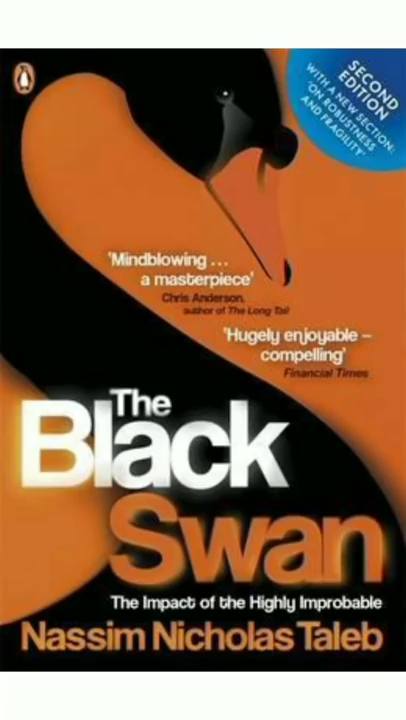 SECOND
EDITION
WITH A NEW SECTION:
'ON ROBUSTNESS
AND FRAGILITY'
'Mindblowing ...
a masterpiece'
Chris Anderson,
author of The Long Tail
'Hugely enjoyable –
compelling'
Financial Times
The
Black
Swan
The Impact of the Highly Improbable
Nassim Nicholas Taleb